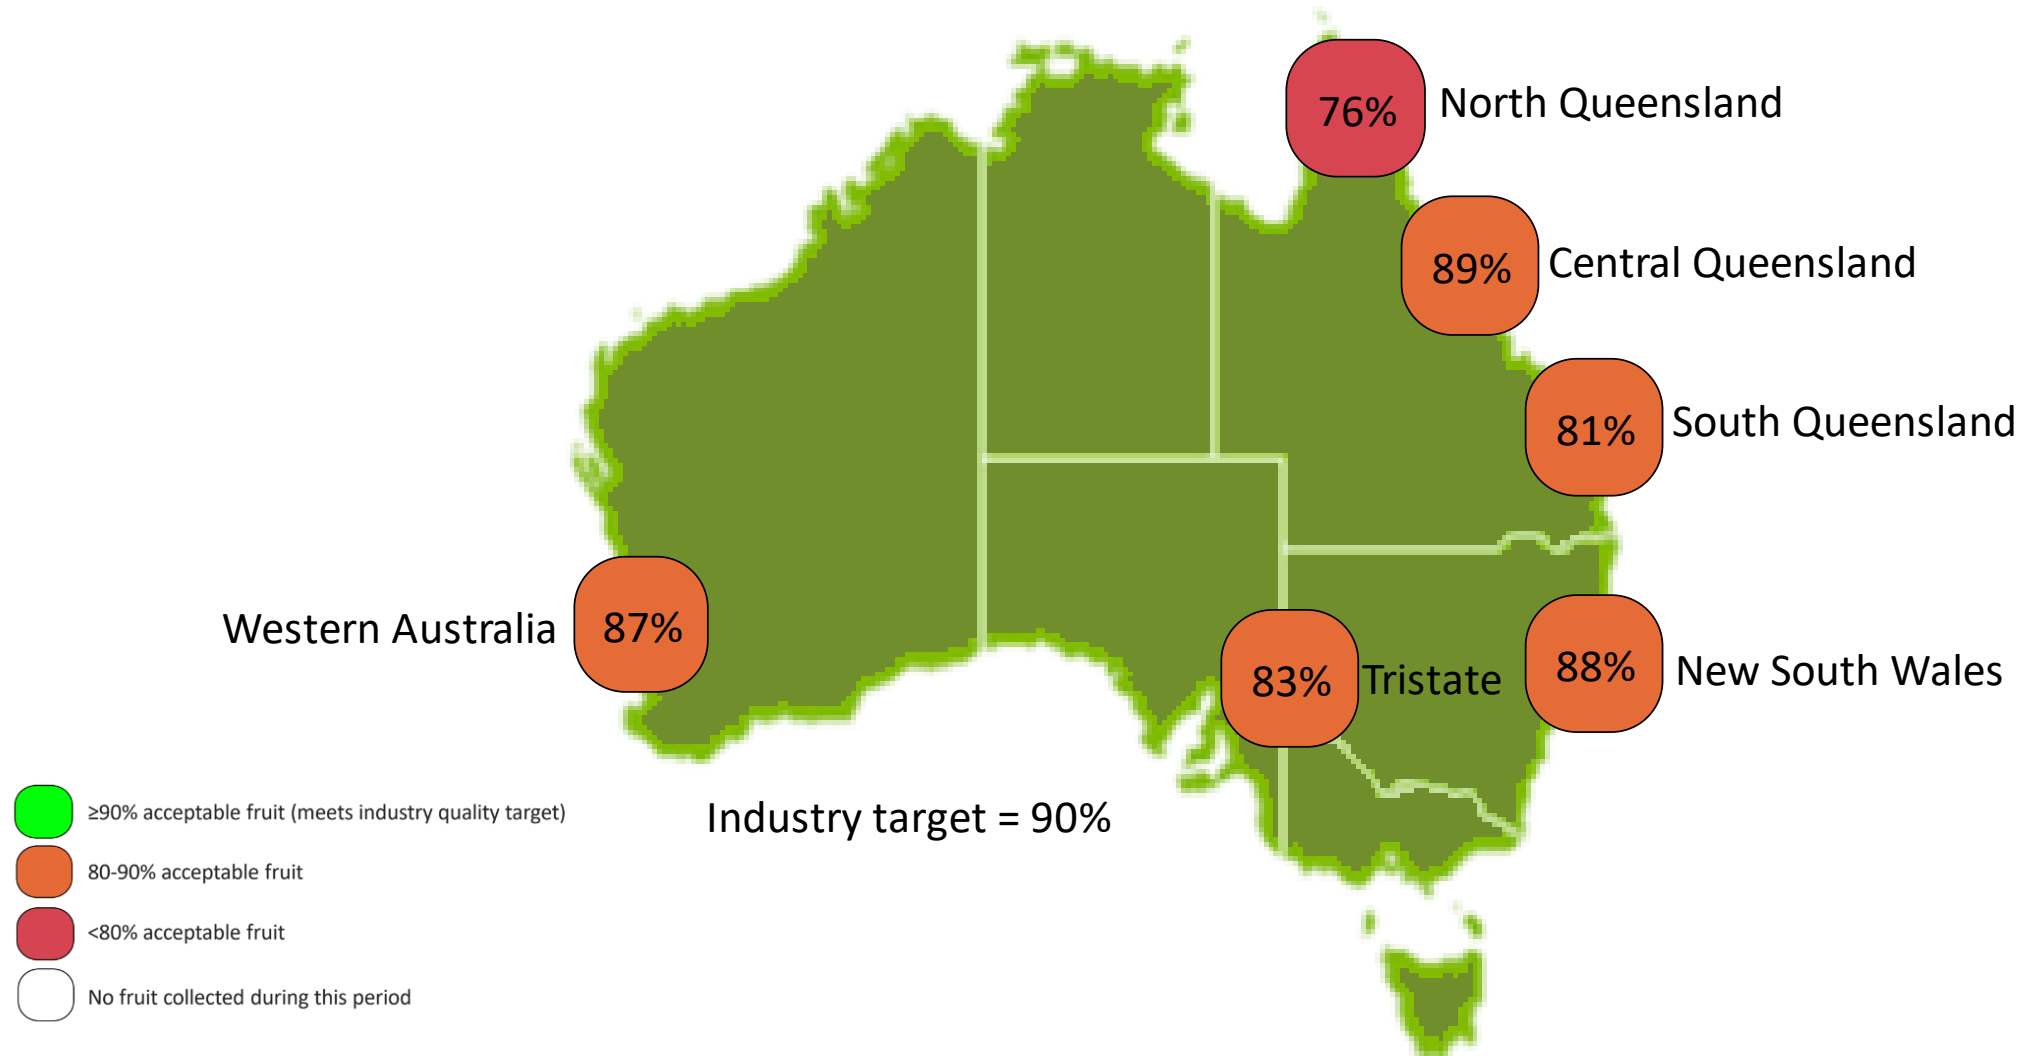 76% North Queensland
89% Central Queensland
81% South Queensland
Western Australia 87%
83% Tristate
88% New South Wales
Industry target = 90%
≥90% acceptable fruit (meets industry quality target)
80-90% acceptable fruit
<80% acceptable fruit
No fruit collected during this period